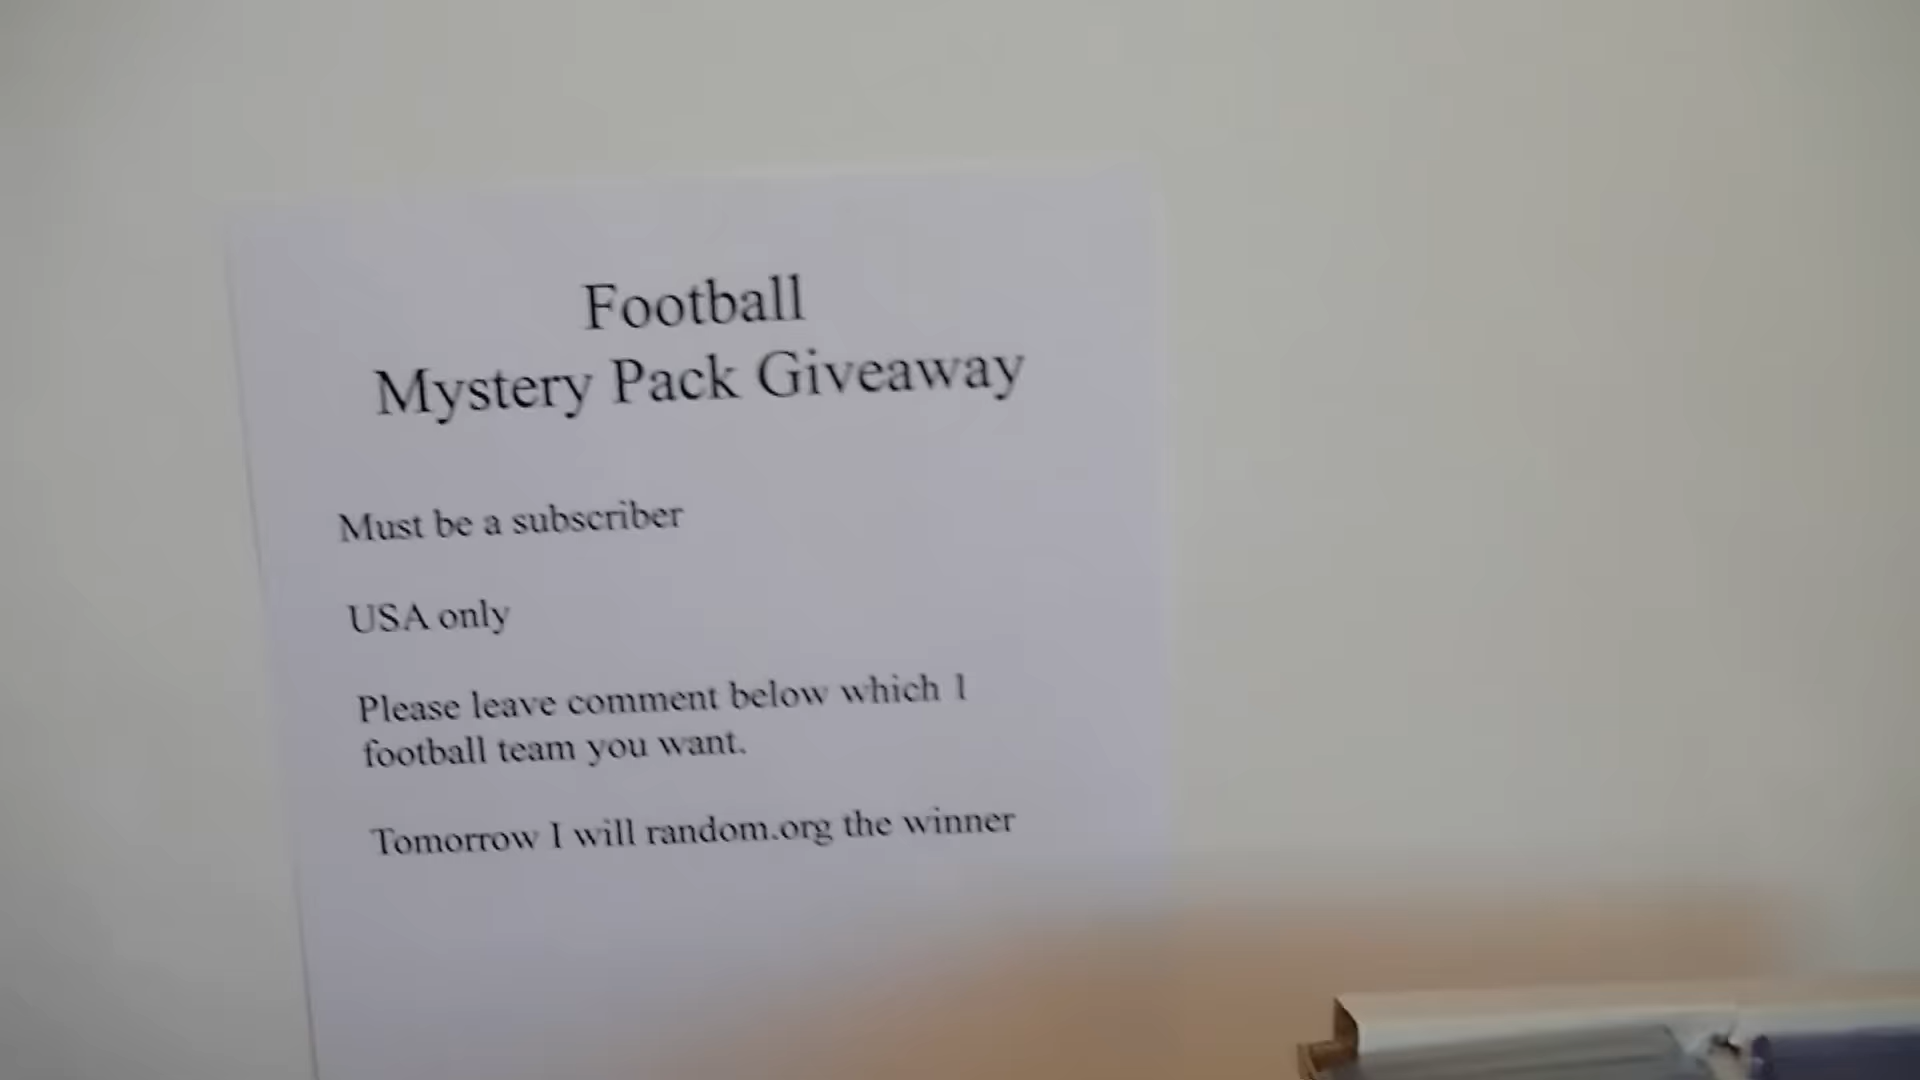 Football
Mystery Pack Giveaway
Must be a subscriber
USA only
Please leave comment below which 1
football team you want.
Tomorrow I will random.org the winner